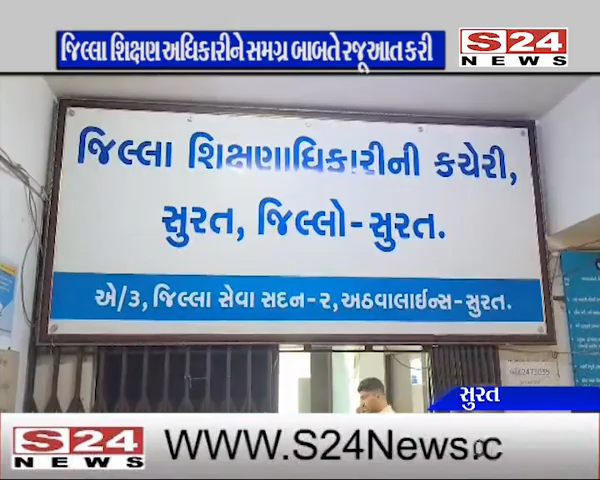 જિલ્લા શિક્ષણ અધિકારીને સમગ્ર બાબતે રજૂઆત કરી
S24
NEWS
જિલ્લા શિક્ષણાધિકારીની કચેરી,
સુરત, જિલ્લો-સુરત.
એ/૩, જિલ્લા સેવા સદન-૨, અઠવાલાઈન્સ-સુરત.
સુરત
S24
NEWS
WWW.S24News.c